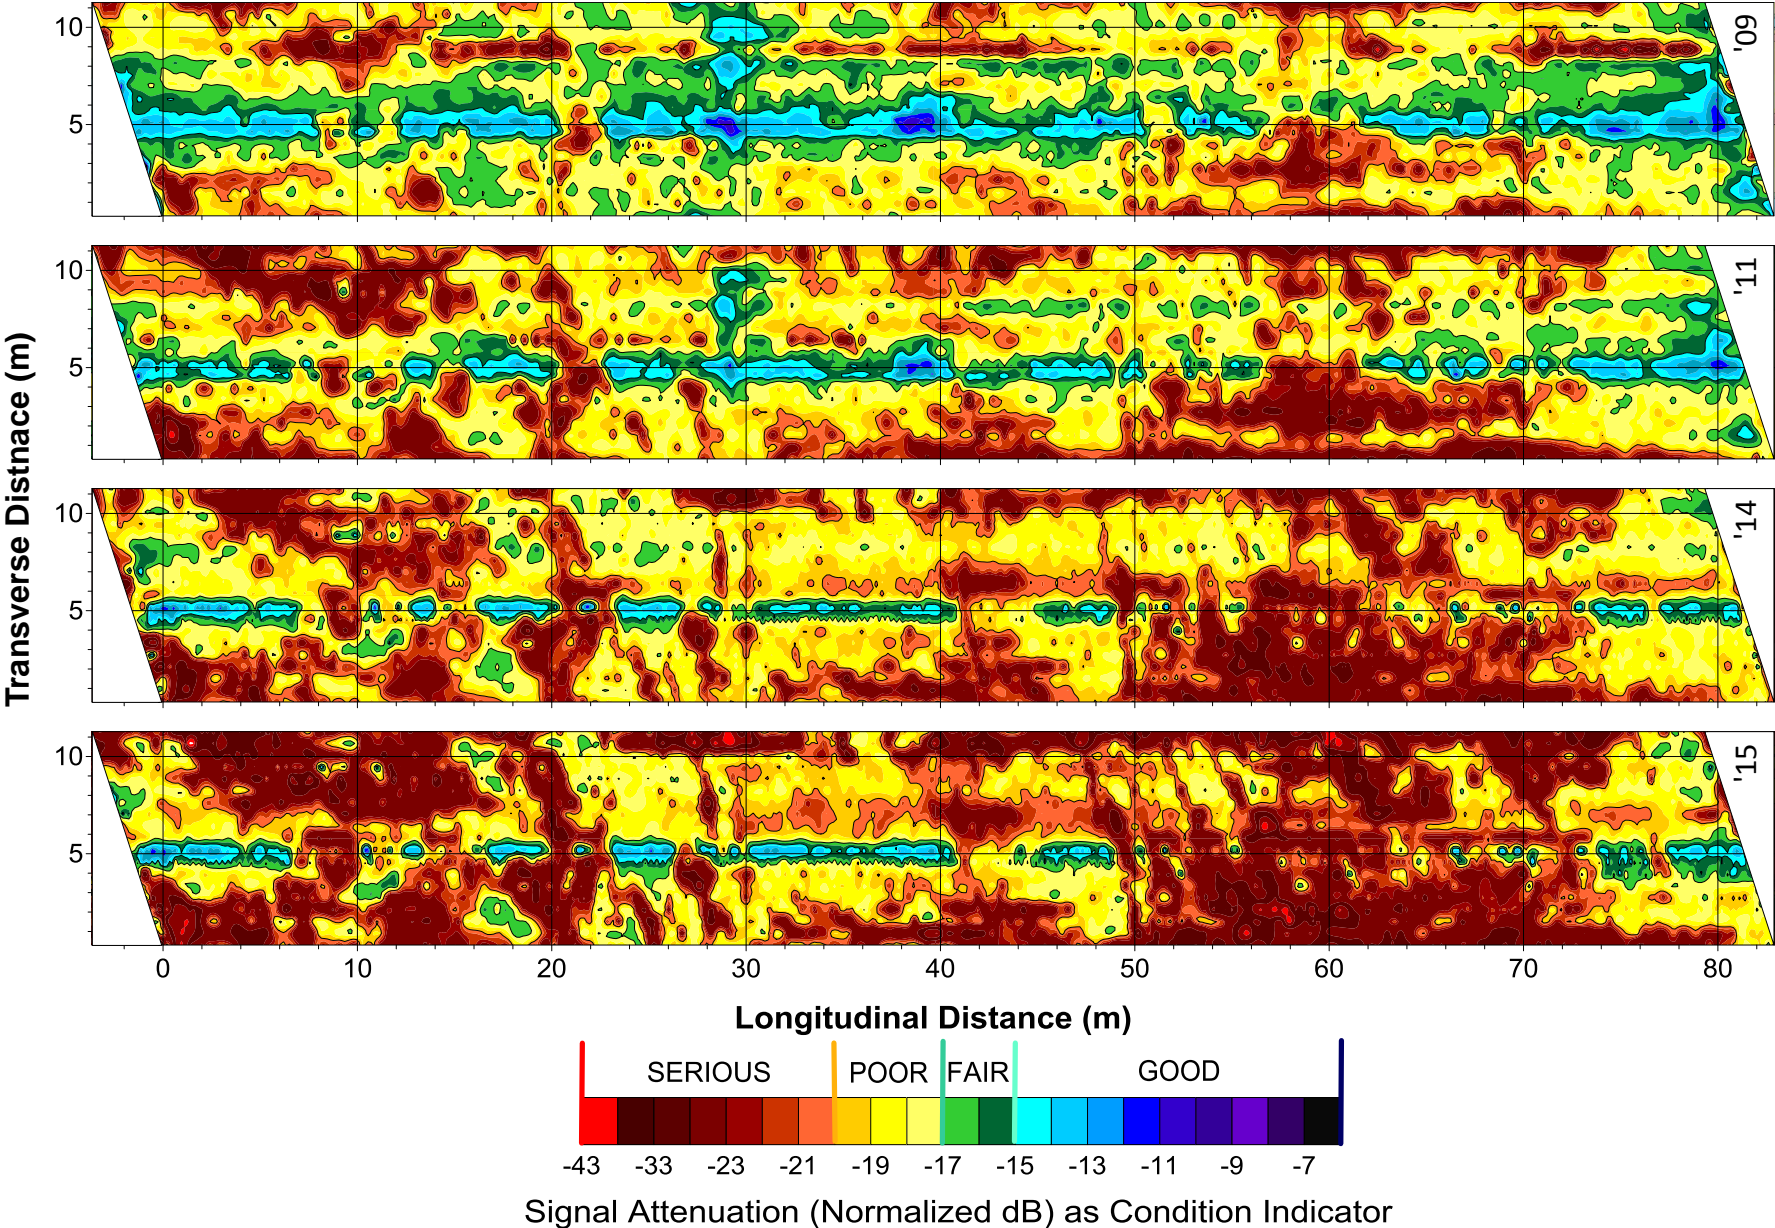 10
5
'09
10
5
'11
10
5
'14
10
5
'15
Transverse Distnace (m)
0 10 20 30 40 50 60 70 80
Longitudinal Distance (m)
SERIOUS POOR FAIR GOOD
-43 -33 -23 -21 -19 -17 -15 -13 -11 -9 -7
Signal Attenuation (Normalized dB) as Condition Indicator